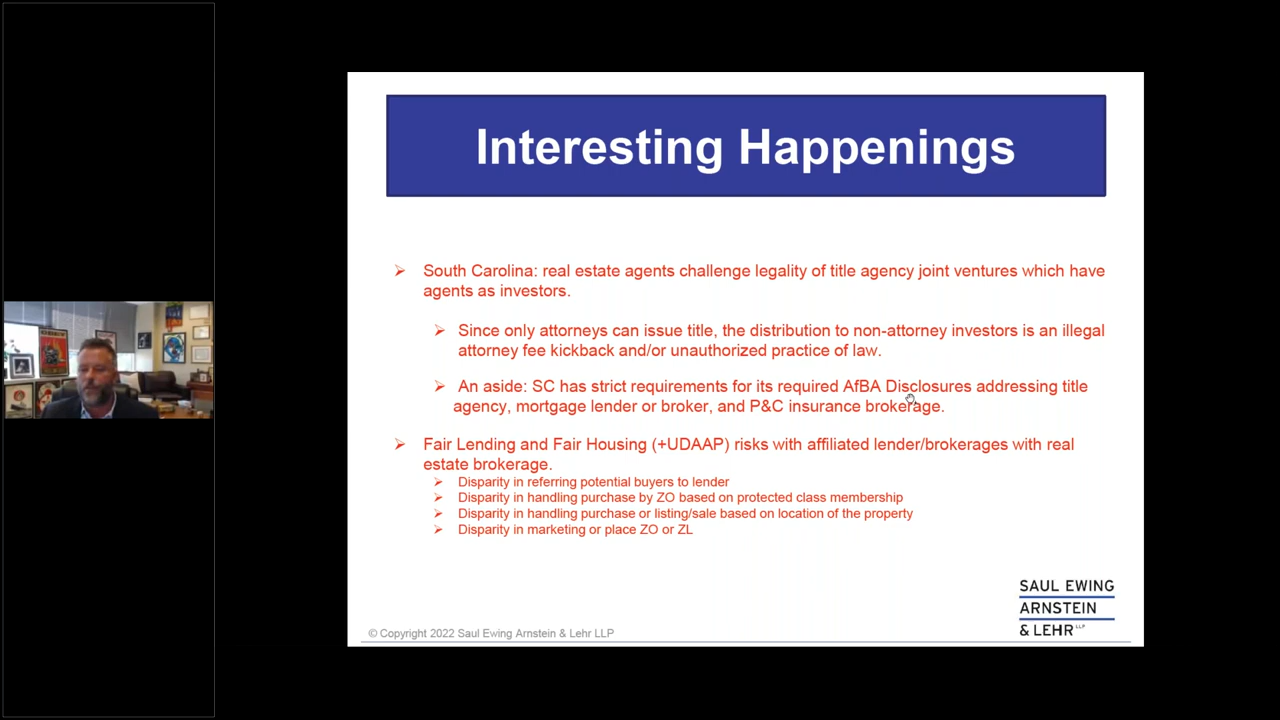 Interesting Happenings
➢ South Carolina: real estate agents challenge legality of title agency joint ventures which have
agents as investors.
➢ Since only attorneys can issue title, the distribution to non-attorney investors is an illegal
attorney fee kickback and/or unauthorized practice of law.
➢ An aside: SC has strict requirements for its required AfBA Disclosures addressing title
agency, mortgage lender or broker, and P&C insurance brokerage.
➢ Fair Lending and Fair Housing (+UDAAP) risks with affiliated lender/brokerages with real
estate brokerage.
➢ Disparity in referring potential buyers to lender
➢ Disparity in handling purchase by ZO based on protected class membership
➢ Disparity in handling purchase or listing/sale based on location of the property
➢ Disparity in marketing or place ZO or ZL
SAUL EWING
ARNSTEIN
& LEHR LLP
© Copyright 2022 Saul Ewing Arnstein & Lehr LLP